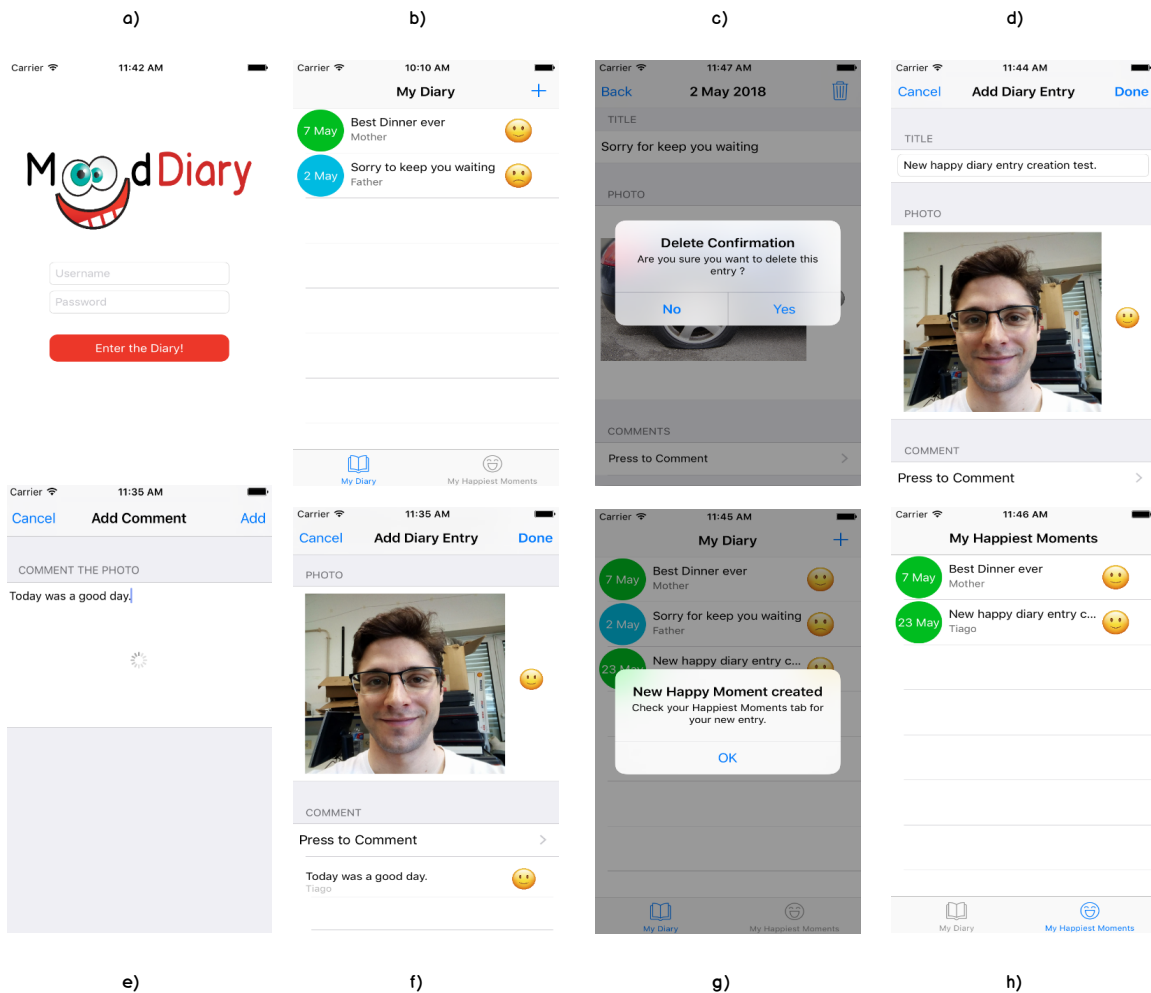 a)
b)
c)
d)
Carrier
11:42 AM
Mood Diary
Username
Password
Enter the Diary!
Carrier
10:10 AM
My Diary
+
7 May
Best Dinner ever
Mother
2 May
Sorry to keep you waiting
Father
My Diary
My Happiest Moments
Carrier
11:47 AM
Back
2 May 2018
TITLE
Sorry for keep you waiting
PHOTO
Delete Confirmation
Are you sure you want to delete this
entry ?
No
Yes
COMMENTS
Press to Comment
Carrier
11:44 AM
Cancel
Add Diary Entry
Done
TITLE
New happy diary entry creation test.
PHOTO
COMMENT
Press to Comment
Carrier
11:35 AM
Cancel
Add Comment
Add
COMMENT THE PHOTO
Today was a good day.
Carrier
11:35 AM
Cancel
Add Diary Entry
Done
PHOTO
COMMENT
Press to Comment
Today was a good day.
Tiago
Carrier
11:45 AM
My Diary
+
7 May
Best Dinner ever
Mother
2 May
Sorry for keep you waiting
Father
23 May
New happy diary entry c...
New Happy Moment created
Check your Happiest Moments tab for
your new entry.
OK
My Diary
My Happiest Moments
Carrier
11:46 AM
My Happiest Moments
7 May
Best Dinner ever
Mother
23 May
New happy diary entry c...
Tiago
My Diary
My Happiest Moments
e)
f)
g)
h)